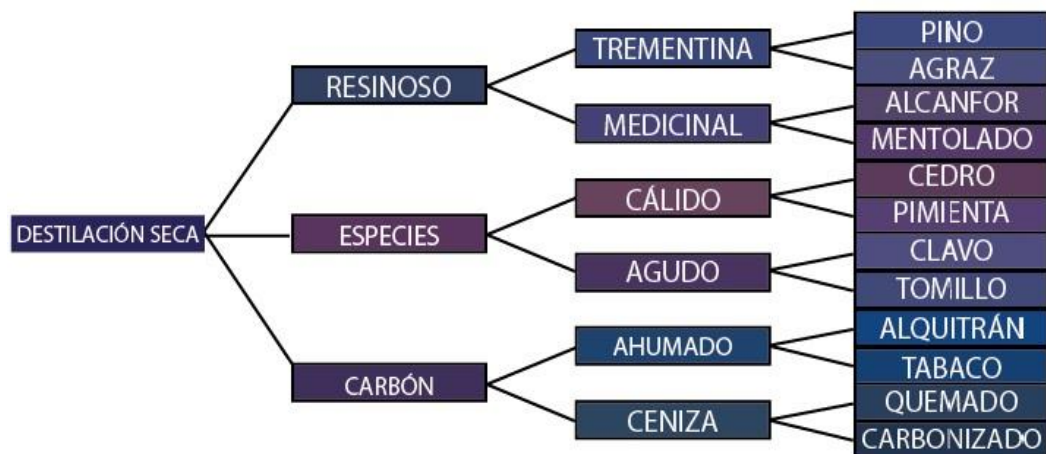 DESTILACIÓN SECA
RESINOSO
ESPECIES
CARBÓN
TREMENTINA
MEDICINAL
CÁLIDO
AGUDO
AHUMADO
CENIZA
PINO
AGRAZ
ALCANFOR
MENTOLADO
CEDRO
PIMIENTA
CLAVO
TOMILLO
ALQUITRÁN
TABACO
QUEMADO
CARBONIZADO